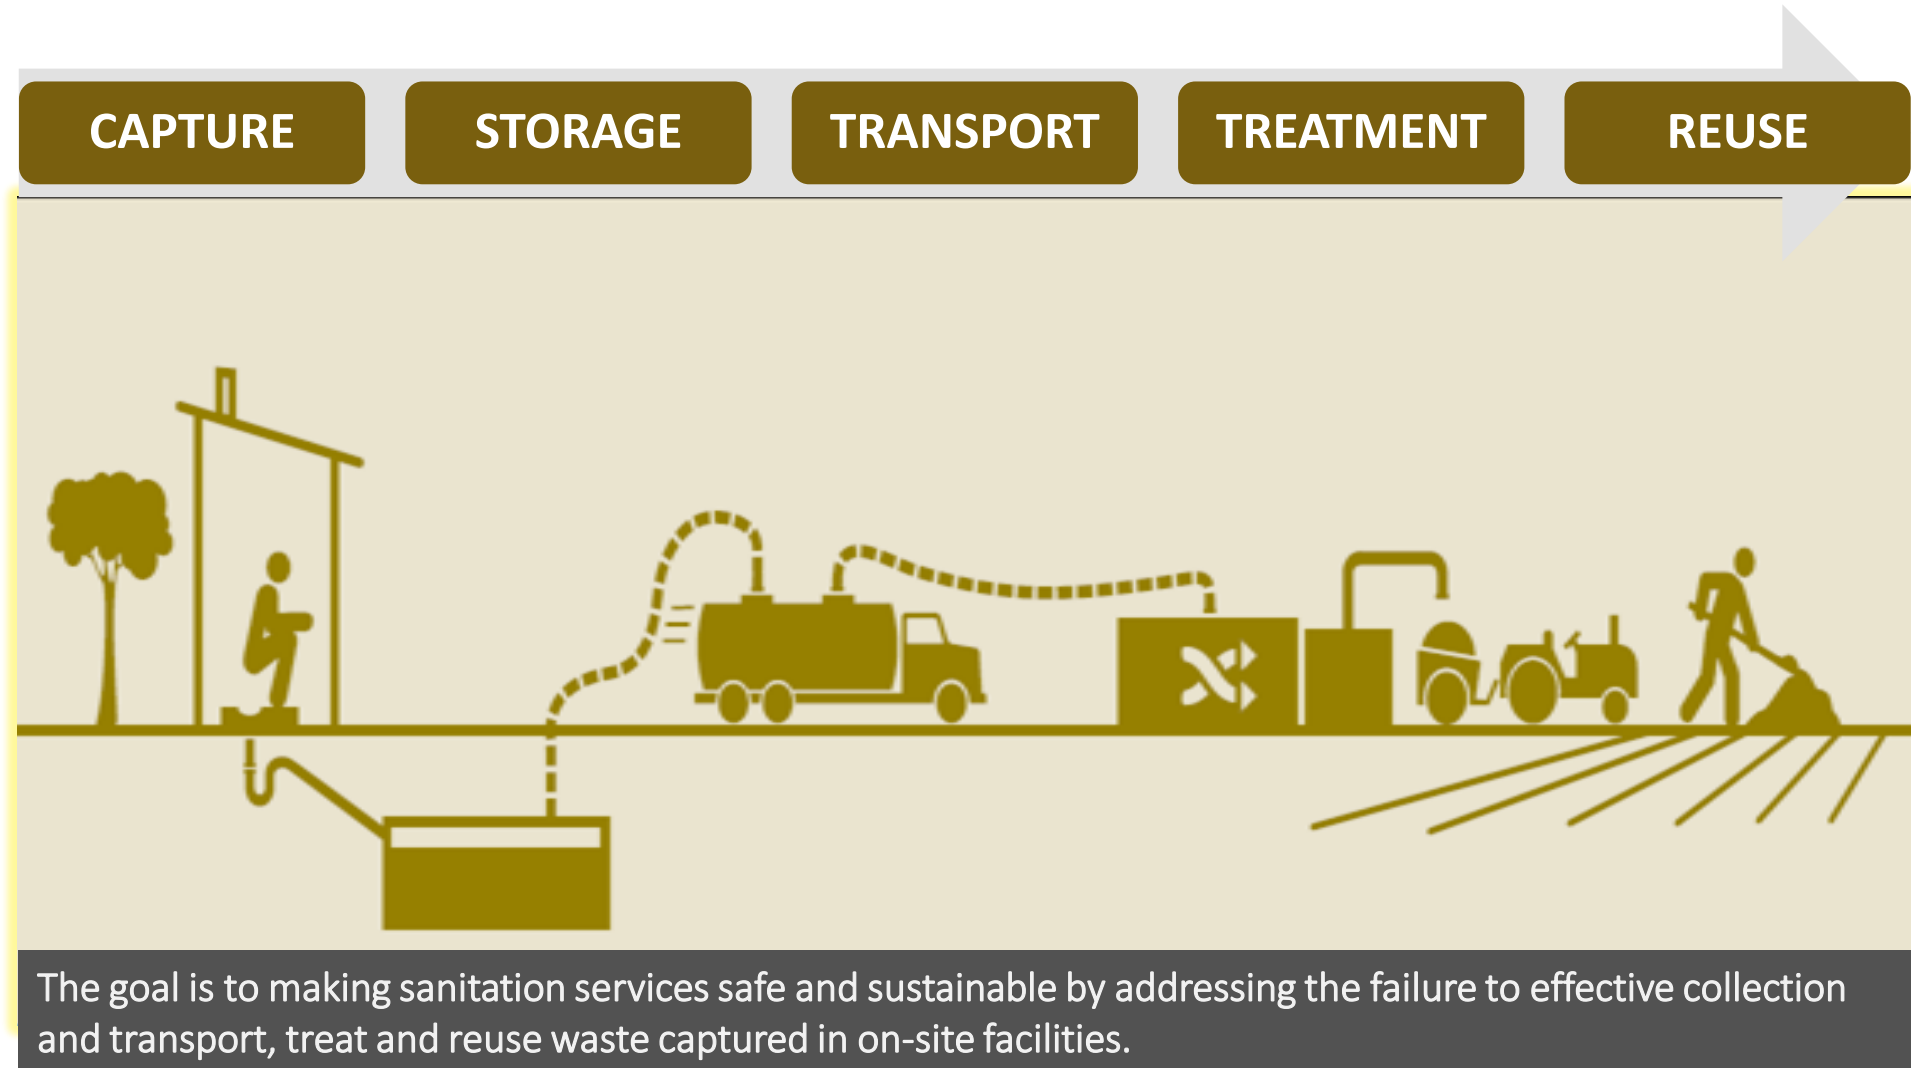 CAPTURE
STORAGE
TRANSPORT
TREATMENT
REUSE
The goal is to making sanitation services safe and sustainable by addressing the failure to effective collection
and transport, treat and reuse waste captured in on-site facilities.